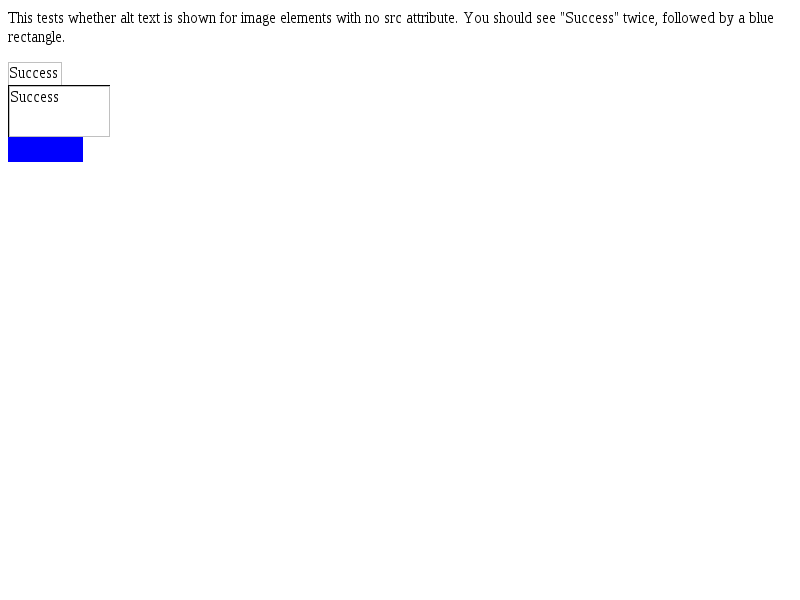 This tests whether alt text is shown for image elements with no src attribute. You should see "Success" twice, followed by a blue
rectangle.
Success
Success